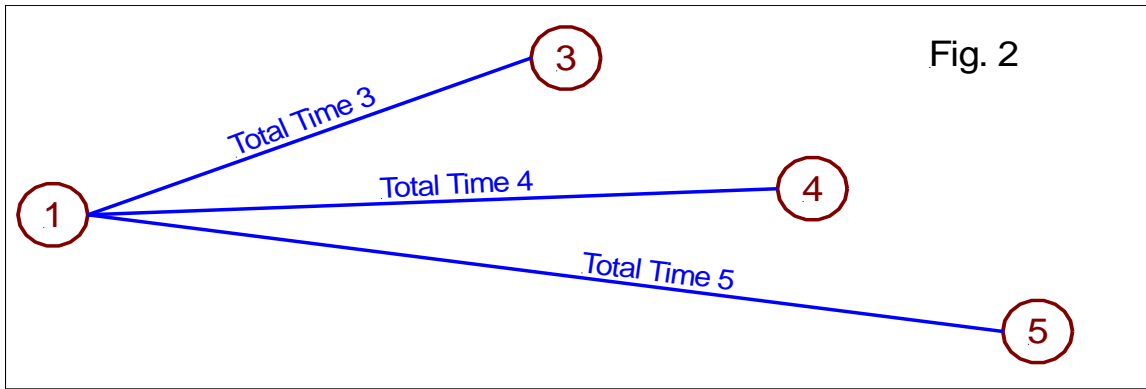 Fig. 2
3
Total Time 3
Total Time 4
4
1
Total Time 5
5